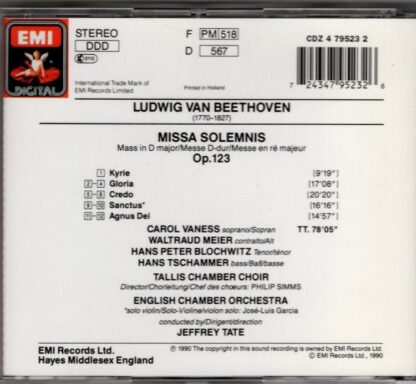 EMI
DIGITAL
STEREO
DDD
0110
F PM 518
D 567
CDZ 4 79523 2
7 24347 95232 6
International Trade Mark of
EMI Records Limited
Printed in Holland
LUDWIG VAN BEETHOVEN
(1770-1827)
MISSA SOLEMNIS
Mass in D major/Messe D-dur/Messe en ré majeur
Op.123
1 Kyrie [9'19"]
2-4 Gloria [17'08"]
5-8 Credo [20'20"]
9-10 Sanctus* [16'16"]
11-12 Agnus Dei [14'57"]
CAROL VANESS soprano/Sopran TT. 78'05"
WALTRAUD MEIER contralto/Alt
HANS PETER BLOCHWITZ Tenor/ténor
HANS TSCHAMMER bass/Baß/basse
TALLIS CHAMBER CHOIR
Director/Chorleitung/Chef des chœurs: PHILIP SIMMS
ENGLISH CHAMBER ORCHESTRA
*solo violin/Solo-Violine/violon solo: José-Luis Garcia
conducted by/Dirigent/direction:
JEFFREY TATE
EMI Records Ltd.
Hayes Middlesex England
℗ 1990 The copyright in this sound recording is owned by EMI Records Ltd.
© EMI Records Ltd., 1990